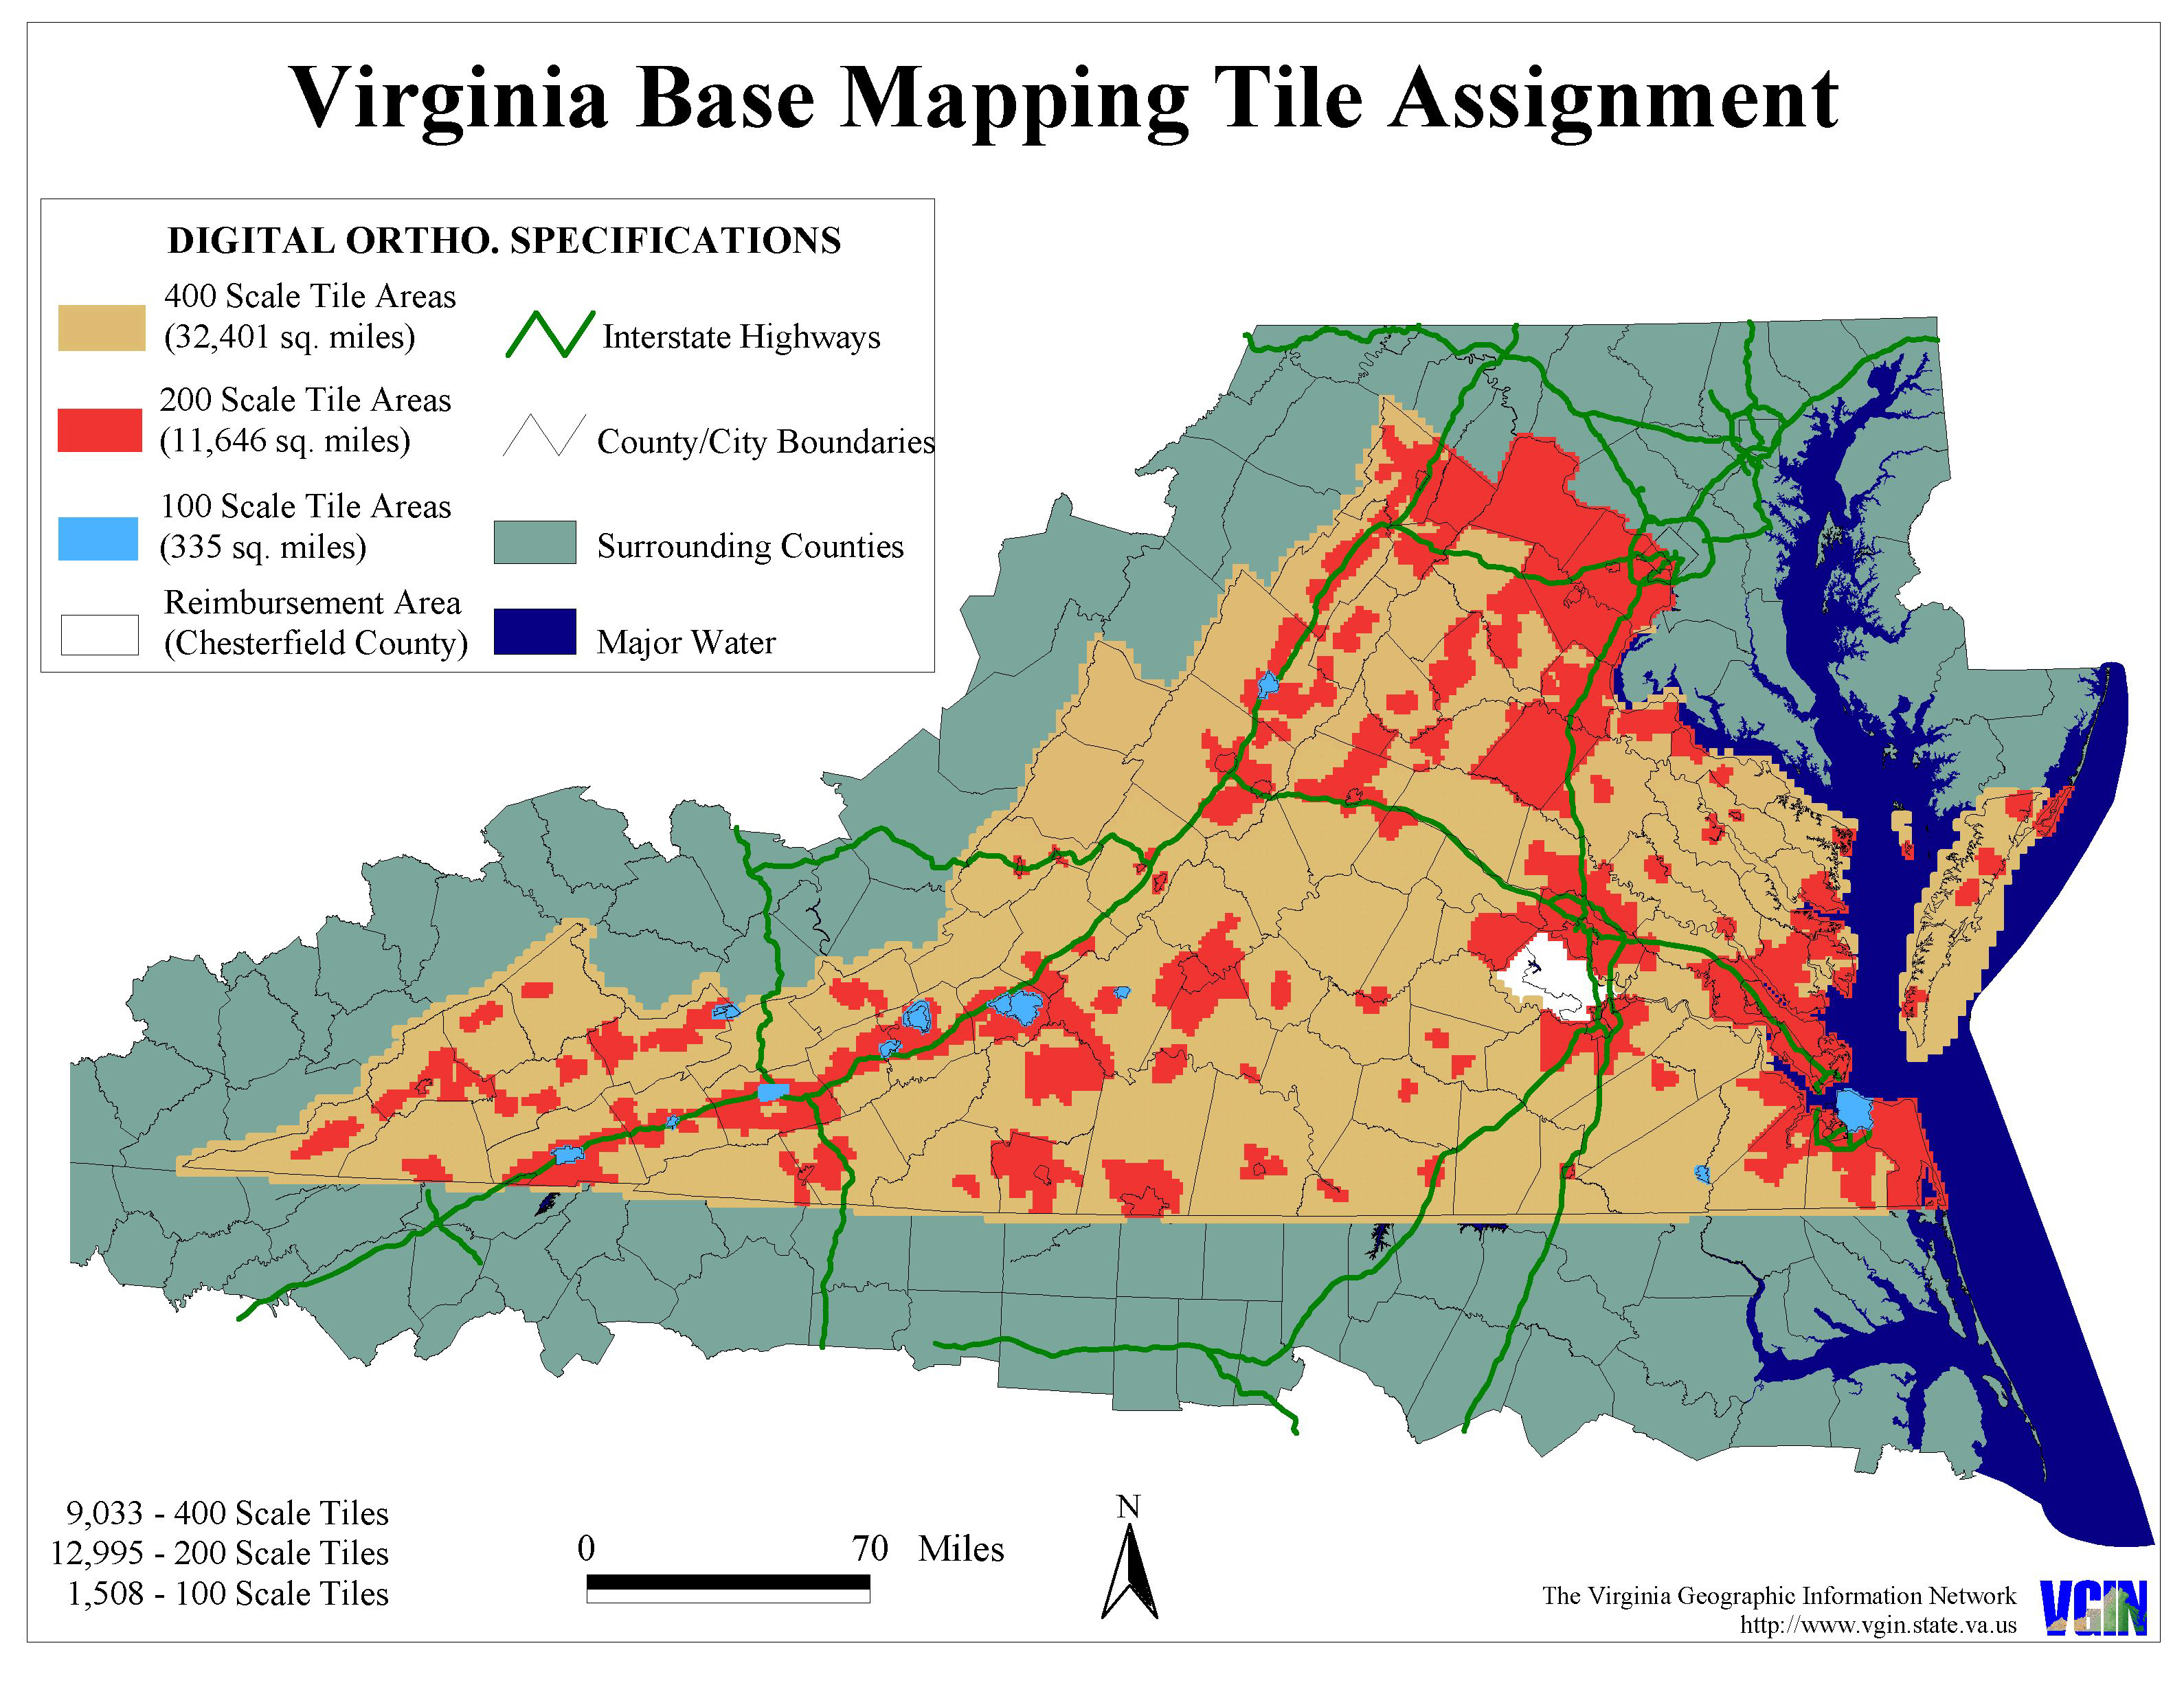 Virginia Base Mapping Tile Assignment
DIGITAL ORTHO. SPECIFICATIONS
400 Scale Tile Areas
(32,401 sq. miles)
200 Scale Tile Areas
(11,646 sq. miles)
100 Scale Tile Areas
(335 sq. miles)
Reimbursement Area
(Chesterfield County)
Interstate Highways
County/City Boundaries
Surrounding Counties
Major Water
9,033 - 400 Scale Tiles
12,995 - 200 Scale Tiles
1,508 - 100 Scale Tiles
0 70 Miles
N
The Virginia Geographic Information Network
http://www.vgin.state.va.us
VGIN